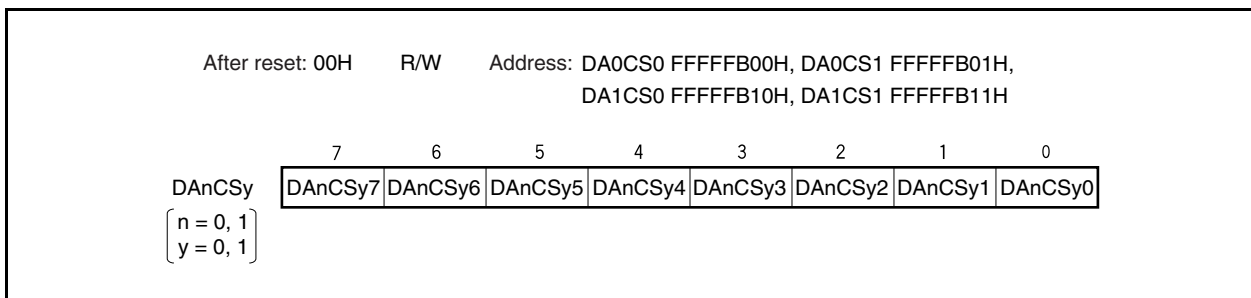 After reset: 00H R/W Address: DA0CS0 FFFFFB00H, DA0CS1 FFFFFB01H,
DA1CS0 FFFFFB10H, DA1CS1 FFFFFB11H
7 6 5 4 3 2 1 0
DAnCSy DAnCSy7 DAnCSy6 DAnCSy5 DAnCSy4 DAnCSy3 DAnCSy2 DAnCSy1 DAnCSy0
n = 0, 1
y = 0, 1